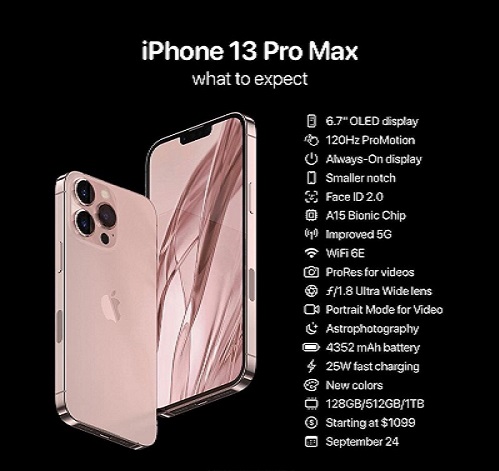 iPhone 13 Pro Max
what to expect
6.7" OLED display
120Hz ProMotion
Always-On display
Smaller notch
Face ID 2.0
A15 Bionic Chip
Improved 5G
WiFi 6E
ProRes for videos
ƒ/1.8 Ultra Wide lens
Portrait Mode for Video
Astrophotography
4352 mAh battery
25W fast charging
New colors
128GB/512GB/1TB
Starting at $1099
September 24